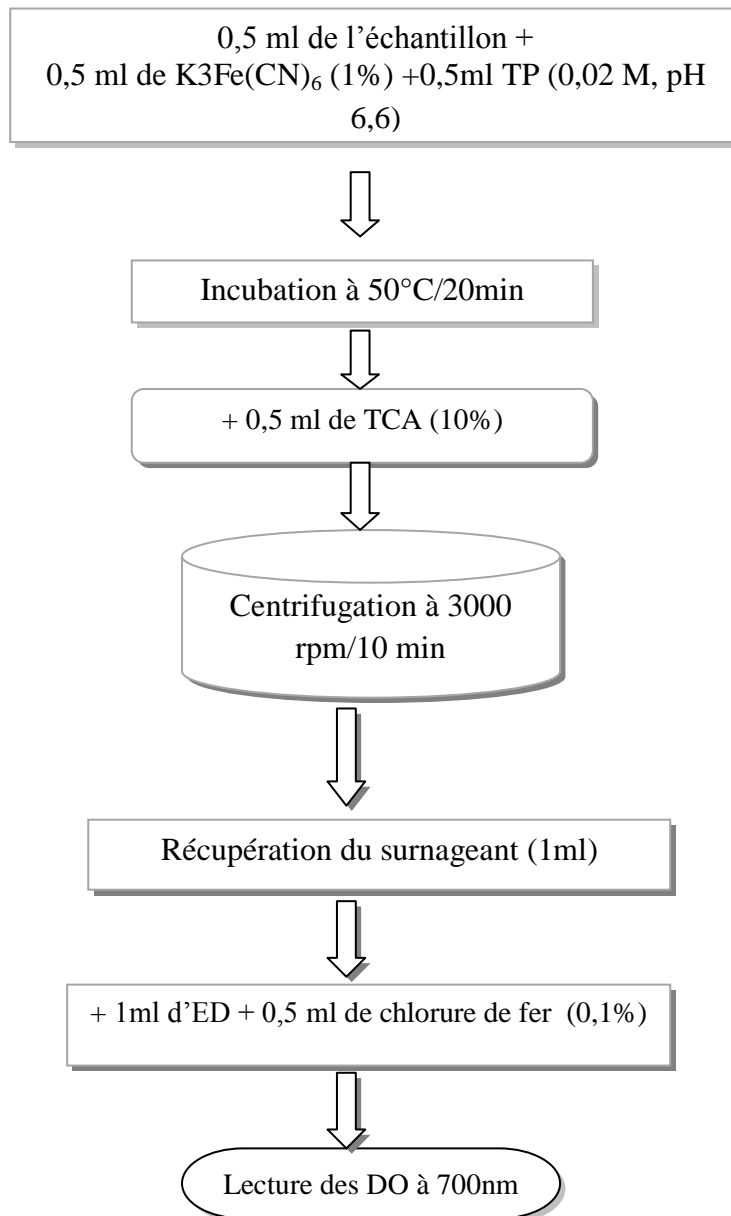 0,5 ml de l’échantillon +
0,5 ml de K3Fe(CN)₆ (1%) +0,5ml TP (0,02 M, pH
6,6)
Incubation à 50°C/20min
+ 0,5 ml de TCA (10%)
Centrifugation à 3000
rpm/10 min
Récupération du surnageant (1ml)
+ 1ml d’ED + 0,5 ml de chlorure de fer (0,1%)
Lecture des DO à 700nm